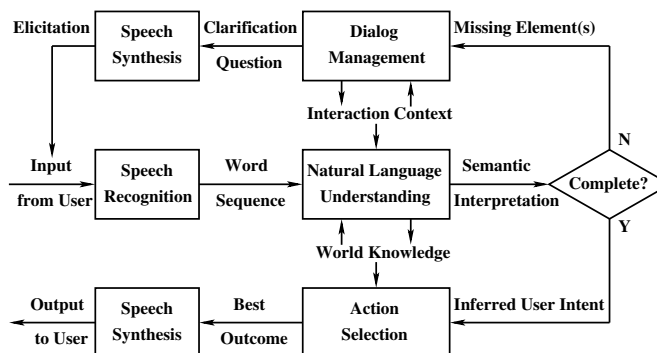 Elicitation
Speech
Synthesis
Clarification
Question
Dialog
Management
Missing Element(s)
Interaction Context
N
Input
from User
Speech
Recognition
Word
Sequence
Natural Language
Understanding
Semantic
Interpretation
Complete?
Y
World Knowledge
Output
to User
Speech
Synthesis
Best
Outcome
Action
Selection
Inferred User Intent